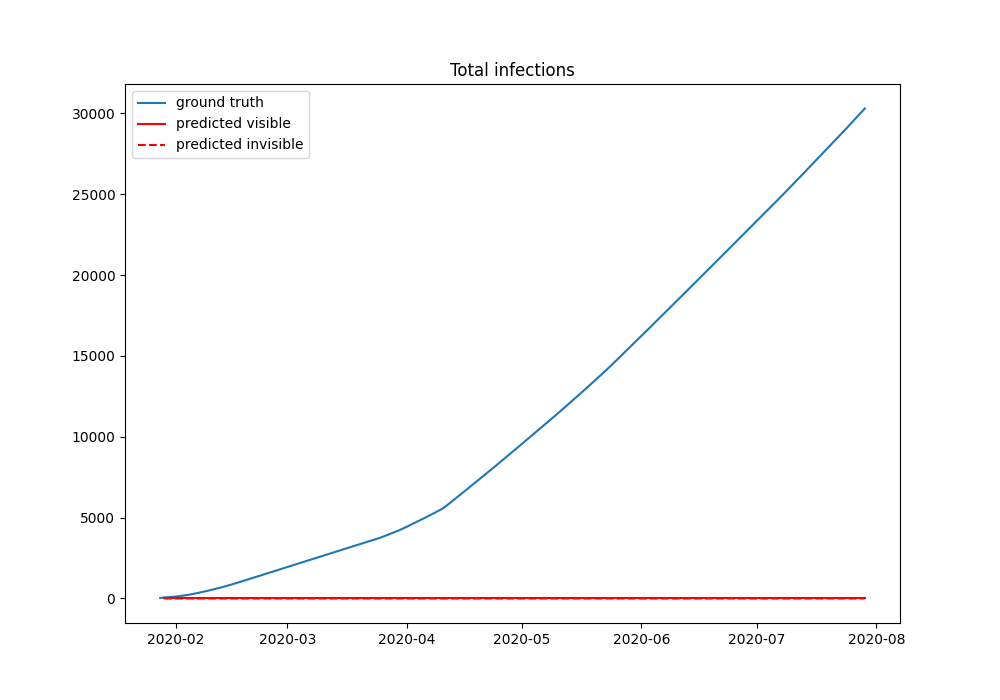 Total infections
ground truth
predicted visible
predicted invisible
30000
25000
20000
15000
10000
5000
0
2020-02 2020-03 2020-04 2020-05 2020-06 2020-07 2020-08